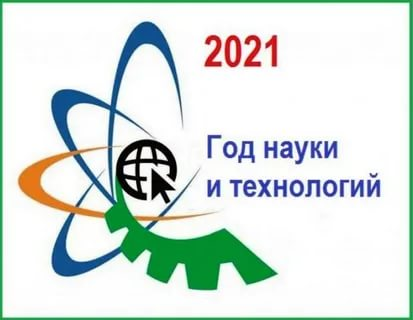 2021
Год науки
и технологий